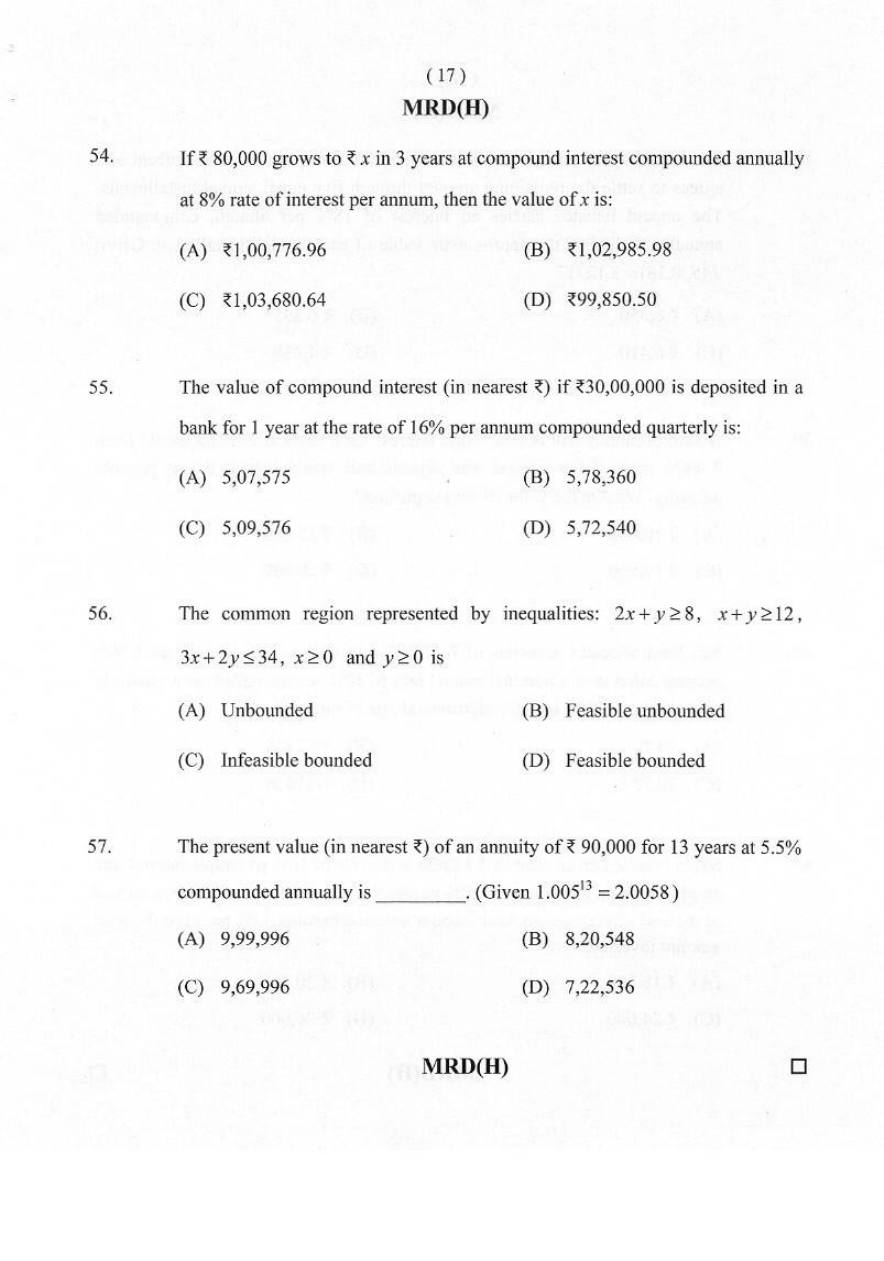 ( 17 )
MRD(H)
54. If ₹ 80,000 grows to ₹ x in 3 years at compound interest compounded annually
at 8% rate of interest per annum, then the value of x is:
(A) ₹1,00,776.96 (B) ₹1,02,985.98
(C) ₹1,03,680.64 (D) ₹99,850.50
55. The value of compound interest (in nearest ₹) if ₹30,00,000 is deposited in a
bank for 1 year at the rate of 16% per annum compounded quarterly is:
(A) 5,07,575 (B) 5,78,360
(C) 5,09,576 (D) 5,72,540
56. The common region represented by inequalities: 2x+y≥8, x+y≥12,
3x+2y≤34, x≥0 and y≥0 is
(A) Unbounded (B) Feasible unbounded
(C) Infeasible bounded (D) Feasible bounded
57. The present value (in nearest ₹) of an annuity of ₹ 90,000 for 13 years at 5.5%
compounded annually is ________. (Given 1.005¹³ = 2.0058)
(A) 9,99,996 (B) 8,20,548
(C) 9,69,996 (D) 7,22,536
MRD(H)